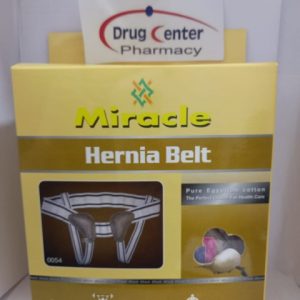 Drug Center
Pharmacy
Miracle
Hernia Belt
Pure Egyptian cotton
0054